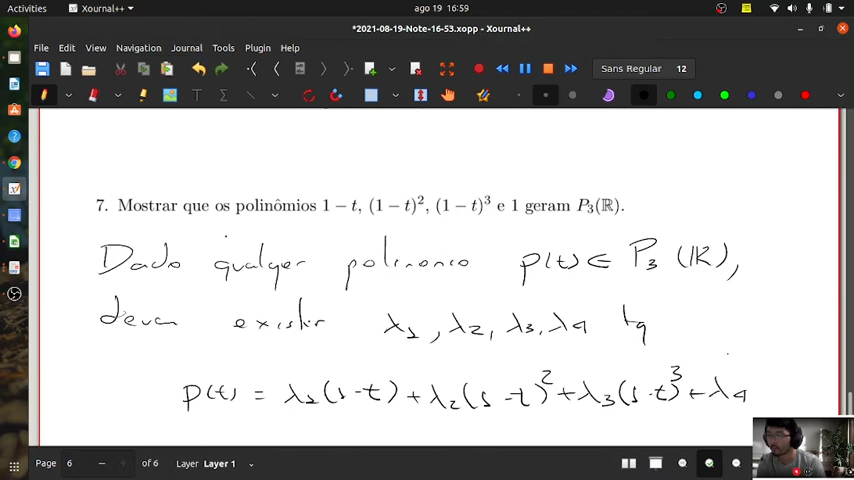 Activities Xournal++ ago 19 16:59
*2021-08-19-Note-16-53.xopp - Xournal++
File Edit View Navigation Journal Tools Plugin Help
Sans Regular 12
7. Mostrar que os polinômios 1 − t, (1 − t)², (1 − t)³ e 1 geram P₃(ℝ).
Dado qualquer polinomio p(t) ∈ P₃ (ℝ),
devem existir λ₁, λ₂, λ₃, λ₄ tq
p(t) = λ₁(1-t) + λ₂(1-t)² + λ₃(1-t)³ + λ₄
Page 6 of 6 Layer Layer 1